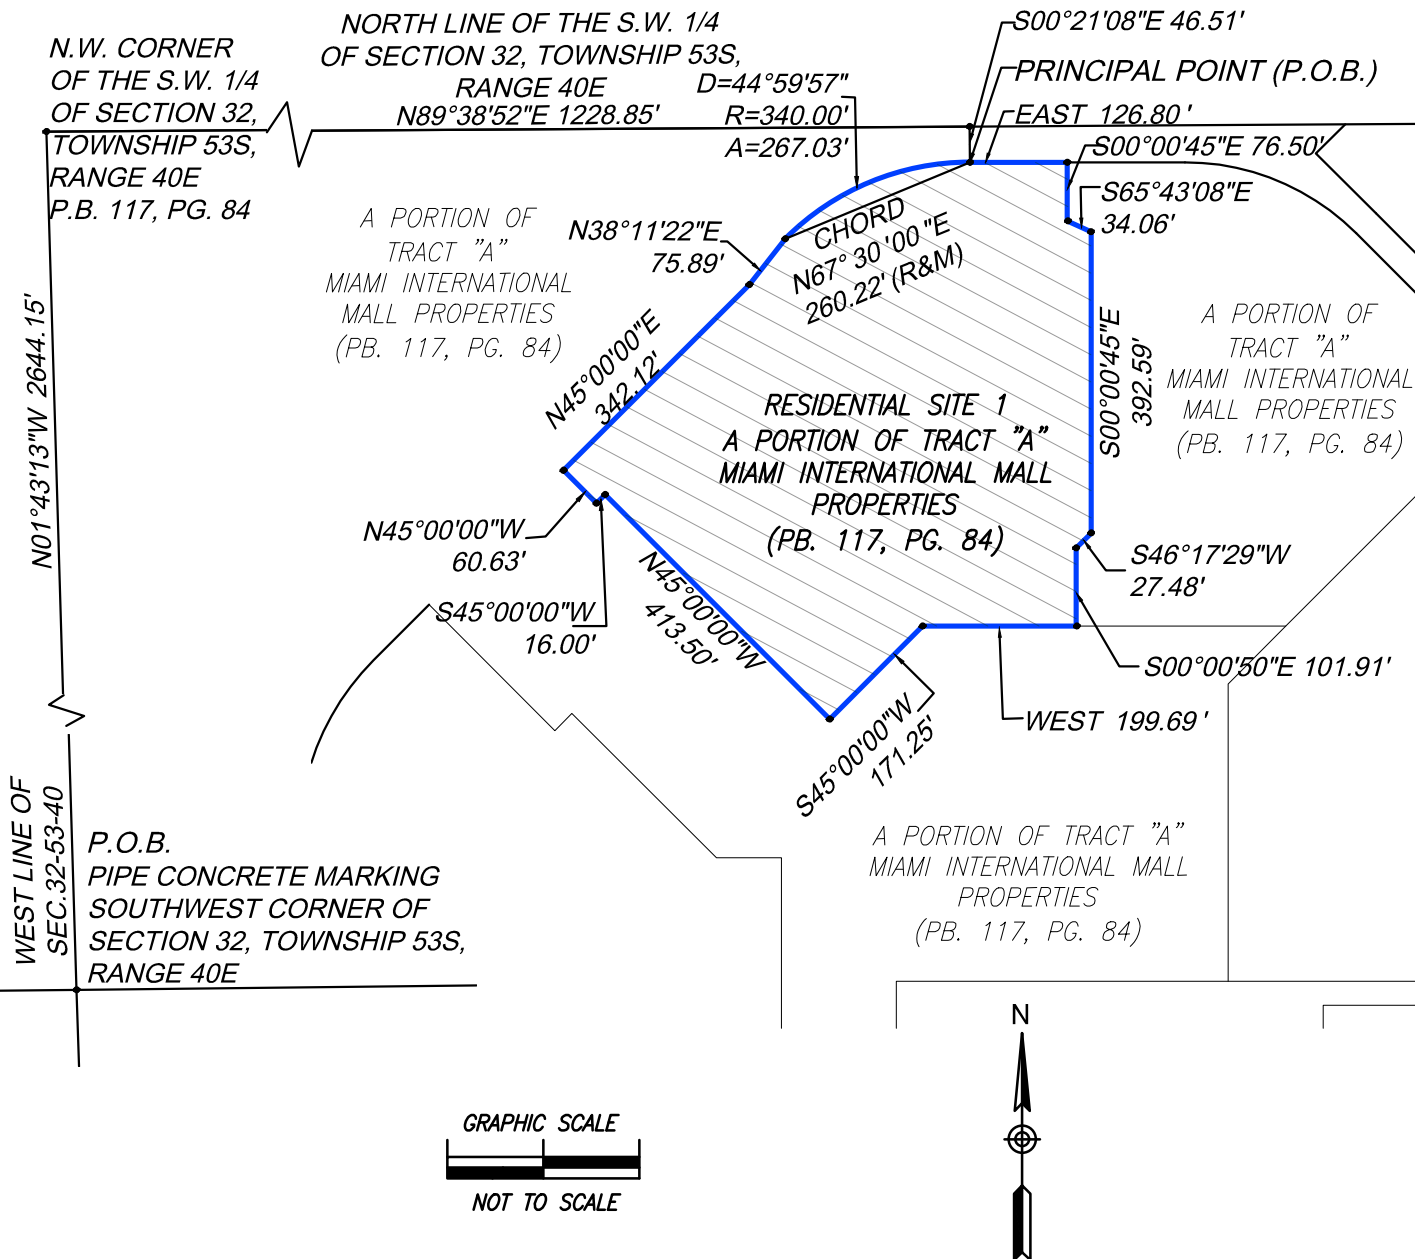 N.W. CORNER
OF THE S.W. 1/4
OF SECTION 32,
TOWNSHIP 53S,
RANGE 40E
P.B. 117, PG. 84
NORTH LINE OF THE S.W. 1/4
OF SECTION 32, TOWNSHIP 53S,
RANGE 40E
N89°38'52"E 1228.85'
D=44°59'57"
R=340.00'
A=267.03'
S00°21'08"E 46.51'
PRINCIPAL POINT (P.O.B.)
EAST 126.80 '
S00°00'45"E 76.50'
S65°43'08"E
34.06'
A PORTION OF
TRACT "A"
MIAMI INTERNATIONAL
MALL PROPERTIES
(PB. 117, PG. 84)
N38°11'22"E
75.89'
CHORD
N67° 30 '00 "E
260.22' (R&M)
N01°43'13"W 2644.15'
N45°00'00"E
342.12'
S00°00'45"E
392.59'
A PORTION OF
TRACT "A"
MIAMI INTERNATIONAL
MALL PROPERTIES
(PB. 117, PG. 84)
RESIDENTIAL SITE 1
A PORTION OF TRACT "A"
MIAMI INTERNATIONAL MALL
PROPERTIES
(PB. 117, PG. 84)
N45°00'00"W
60.63'
S45°00'00"W
16.00'
N45°00'00"W
413.50'
S46°17'29"W
27.48'
S00°00'50"E 101.91'
WEST 199.69 '
S45°00'00"W
171.25'
WEST LINE OF
SEC.32-53-40
P.O.B.
PIPE CONCRETE MARKING
SOUTHWEST CORNER OF
SECTION 32, TOWNSHIP 53S,
RANGE 40E
A PORTION OF TRACT "A"
MIAMI INTERNATIONAL MALL
PROPERTIES
(PB. 117, PG. 84)
N
GRAPHIC SCALE
NOT TO SCALE